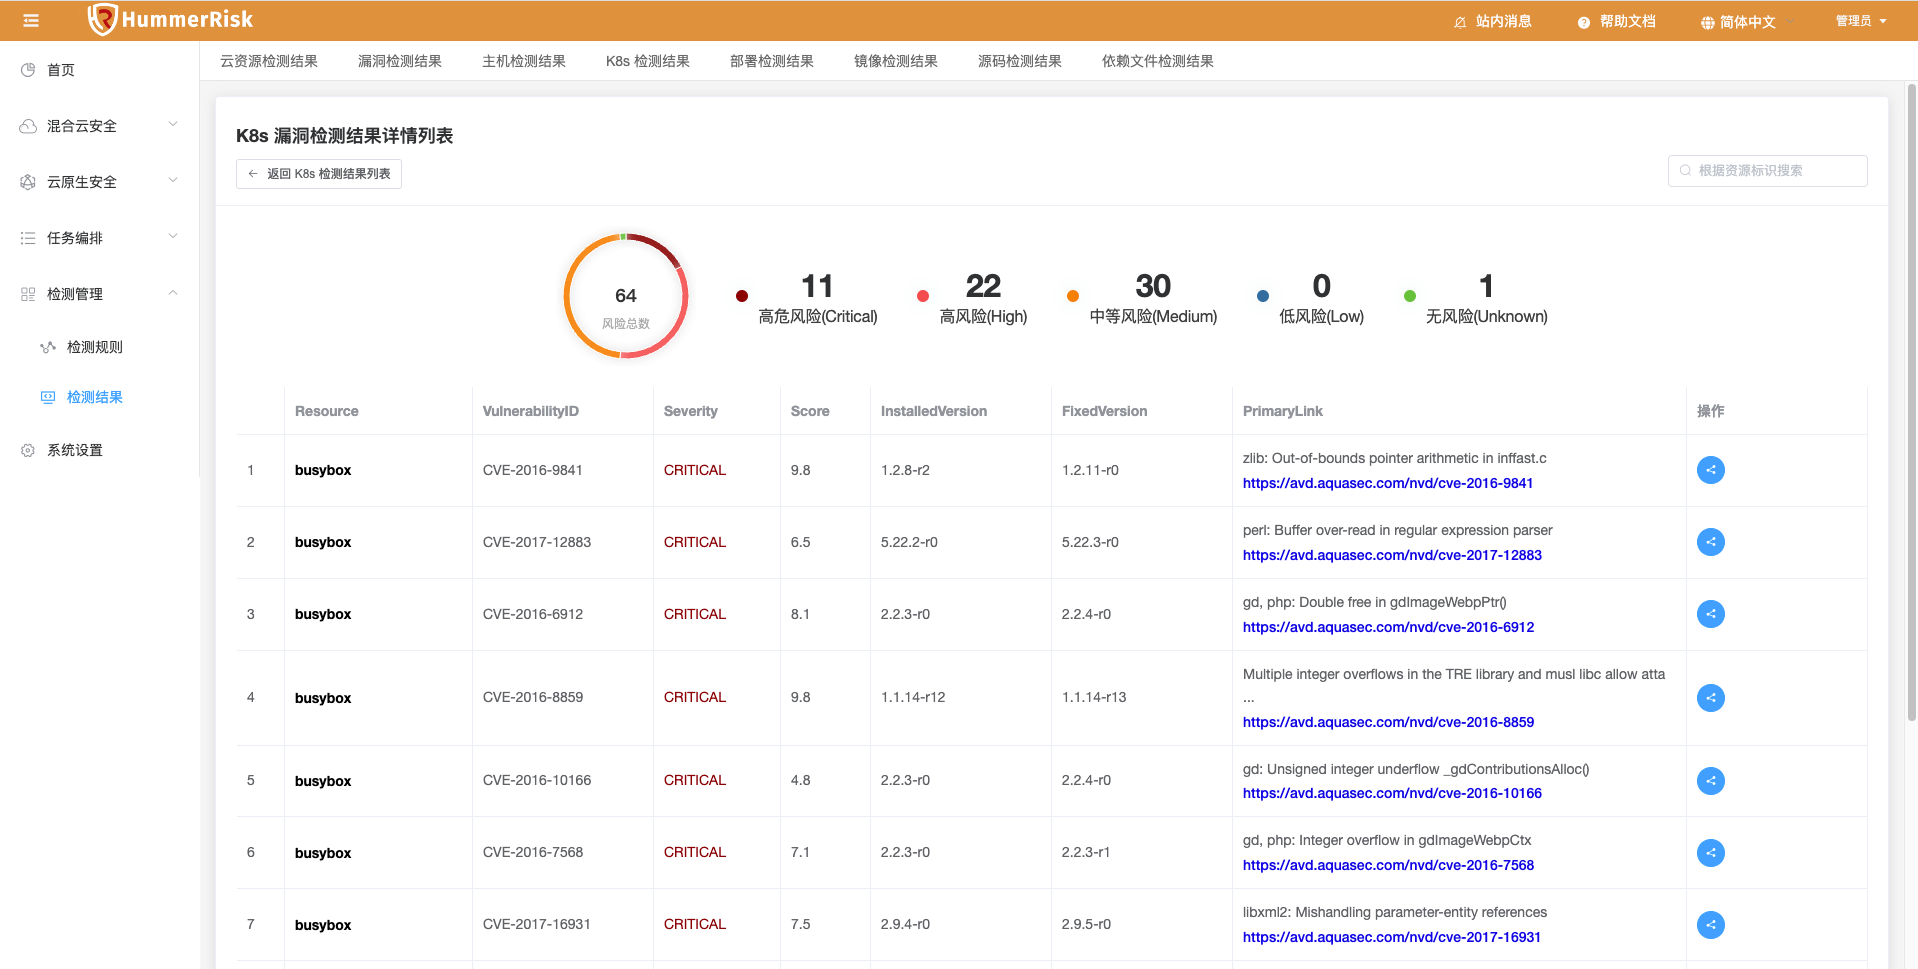 HummerRisk
站内消息
帮助文档
简体中文
管理员
首页
混合云安全
云原生安全
任务编排
检测管理
检测规则
检测结果
系统设置
云资源检测结果
漏洞检测结果
主机检测结果
K8s 检测结果
部署检测结果
镜像检测结果
源码检测结果
依赖文件检测结果
K8s 漏洞检测结果详情列表
返回 K8s 检测结果列表
根据资源标识搜索
64
风险总数
11
高危风险(Critical)
22
高风险(High)
30
中等风险(Medium)
0
低风险(Low)
1
无风险(Unknown)
Resource VulnerabilityID Severity Score InstalledVersion FixedVersion PrimaryLink 操作
1 busybox CVE-2016-9841 CRITICAL 9.8 1.2.8-r2 1.2.11-r0 zlib: Out-of-bounds pointer arithmetic in inffast.c
https://avd.aquasec.com/nvd/cve-2016-9841
2 busybox CVE-2017-12883 CRITICAL 6.5 5.22.2-r0 5.22.3-r0 perl: Buffer over-read in regular expression parser
https://avd.aquasec.com/nvd/cve-2017-12883
3 busybox CVE-2016-6912 CRITICAL 8.1 2.2.3-r0 2.2.4-r0 gd, php: Double free in gdImageWebpPtr()
https://avd.aquasec.com/nvd/cve-2016-6912
4 busybox CVE-2016-8859 CRITICAL 9.8 1.1.14-r12 1.1.14-r13 Multiple integer overflows in the TRE library and musl libc allow atta
...
https://avd.aquasec.com/nvd/cve-2016-8859
5 busybox CVE-2016-10166 CRITICAL 4.8 2.2.3-r0 2.2.4-r0 gd: Unsigned integer underflow _gdContributionsAlloc()
https://avd.aquasec.com/nvd/cve-2016-10166
6 busybox CVE-2016-7568 CRITICAL 7.1 2.2.3-r0 2.2.3-r1 gd, php: Integer overflow in gdImageWebpCtx
https://avd.aquasec.com/nvd/cve-2016-7568
7 busybox CVE-2017-16931 CRITICAL 7.5 2.9.4-r0 2.9.5-r0 libxml2: Mishandling parameter-entity references
https://avd.aquasec.com/nvd/cve-2017-16931